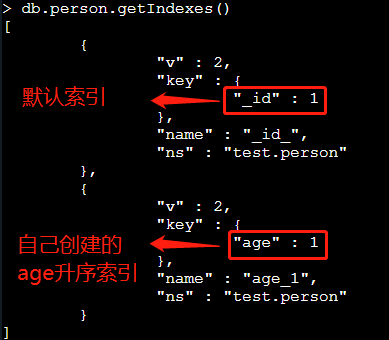 > db.person.getIndexes()
[
{
"v" : 2,
"key" : {
默认索引 "_id" : 1
},
"name" : "_id_",
"ns" : "test.person"
},
{
"v" : 2,
"key" : {
自己创建的 "age" : 1
age升序索引 },
"name" : "age_1",
"ns" : "test.person"
}
]